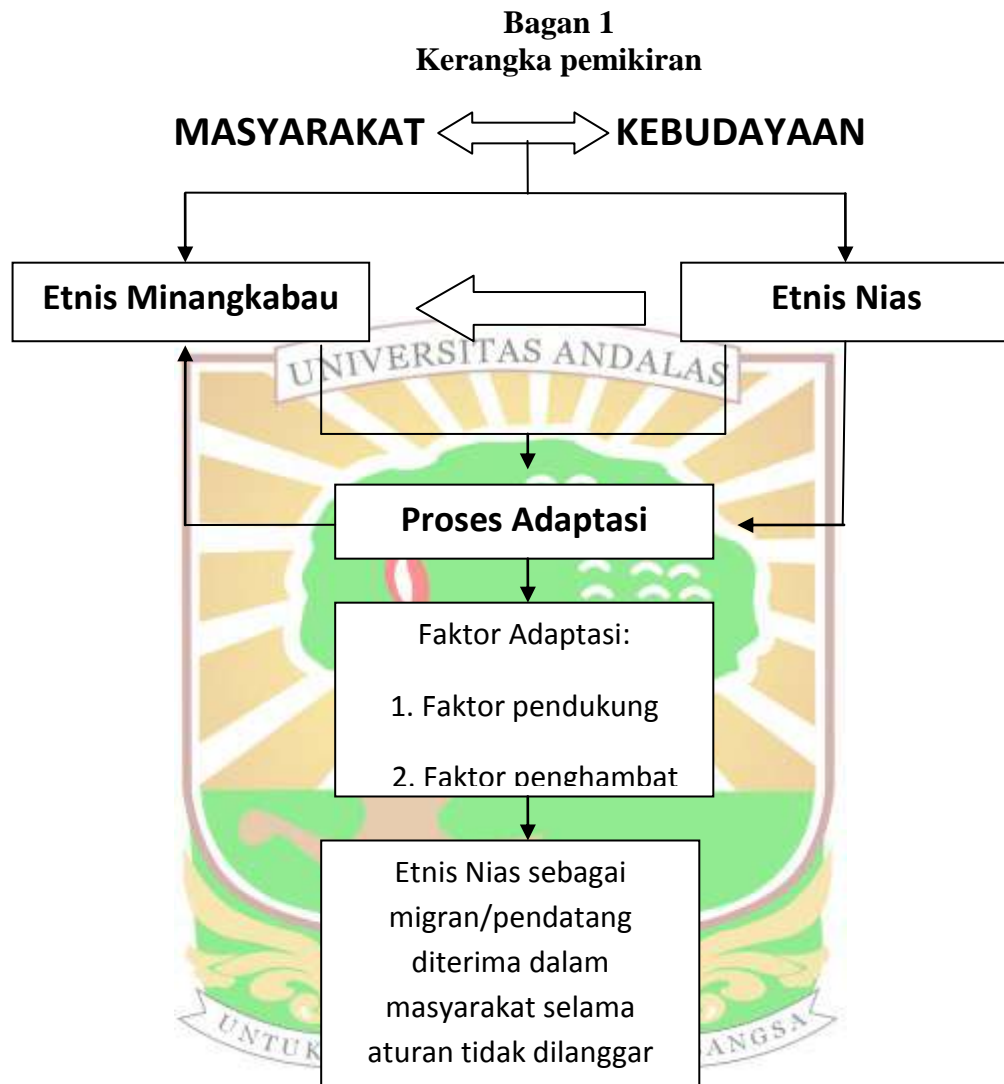 Bagan 1
Kerangka pemikiran
MASYARAKAT KEBUDAYAAN
Etnis Minangkabau
Etnis Nias
UNIVERSITAS ANDALAS
Proses Adaptasi
Faktor Adaptasi:
1. Faktor pendukung
2. Faktor penghambat
Etnis Nias sebagai
migran/pendatang
diterima dalam
masyarakat selama
aturan tidak dilanggar
UNTUK